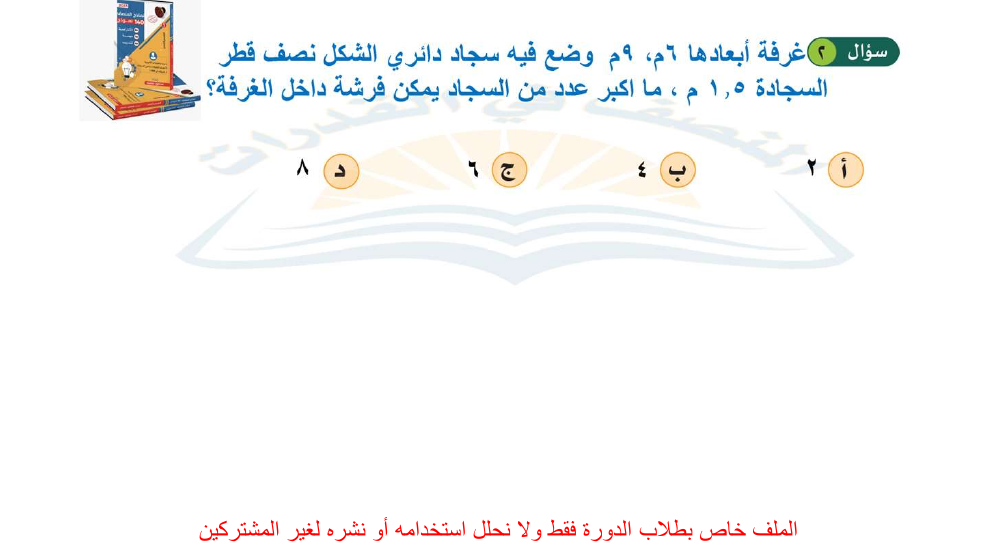 سؤال ٢ غرفة أبعادها ٦م، ٩م وضع فيه سجاد دائري الشكل نصف قطر
السجادة ١,٥ م ، ما اكبر عدد من السجاد يمكن فرشة داخل الغرفة؟
أ ٢ ب ٤ ج ٦ د ٨
الملف خاص بطلاب الدورة فقط ولا نحلل استخدامه أو نشره لغير المشتركين